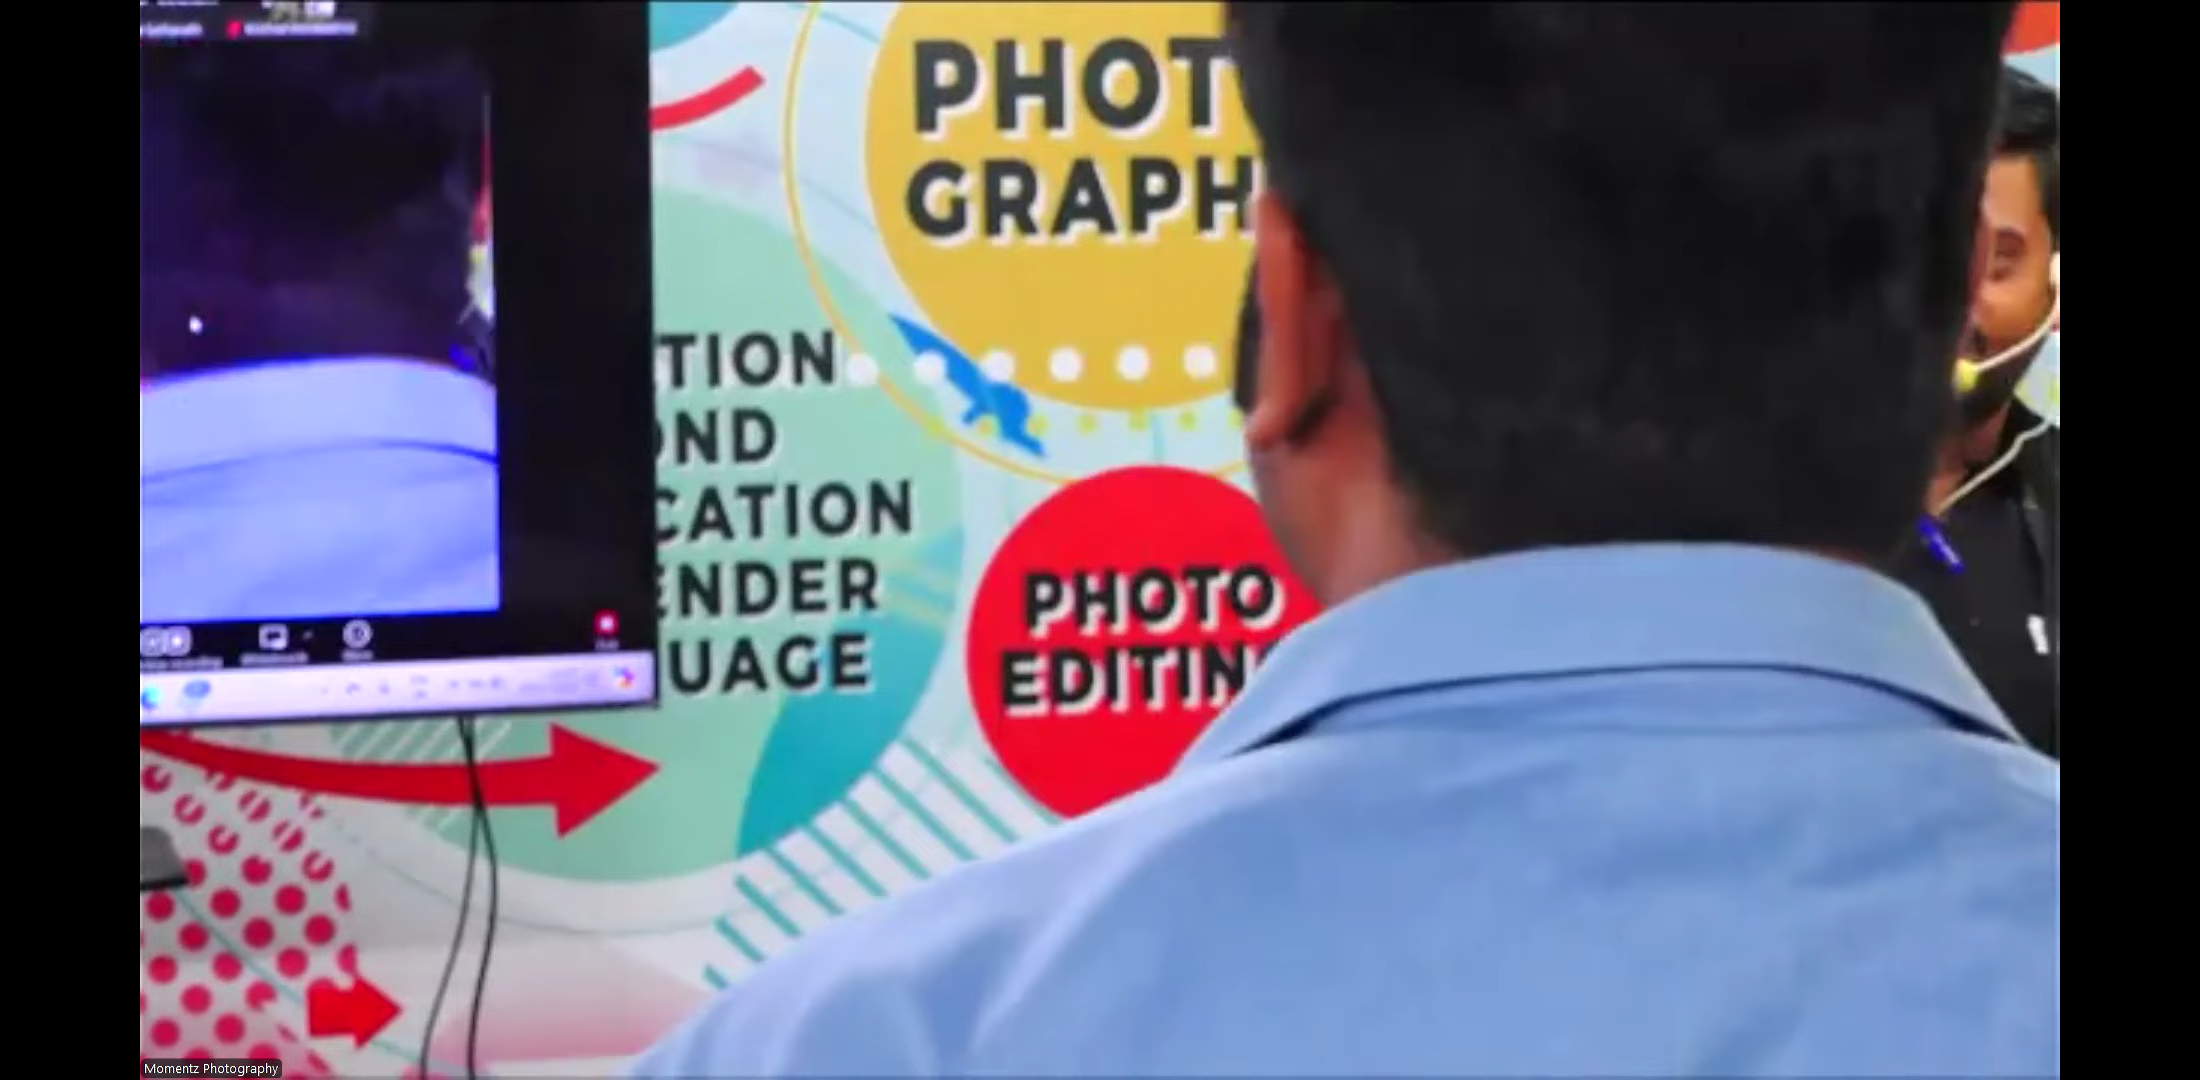 PHOT
GRAPH
TION
OND
CATION
ENDER
UAGE
PHOTO
EDITIN
Momentz Photography